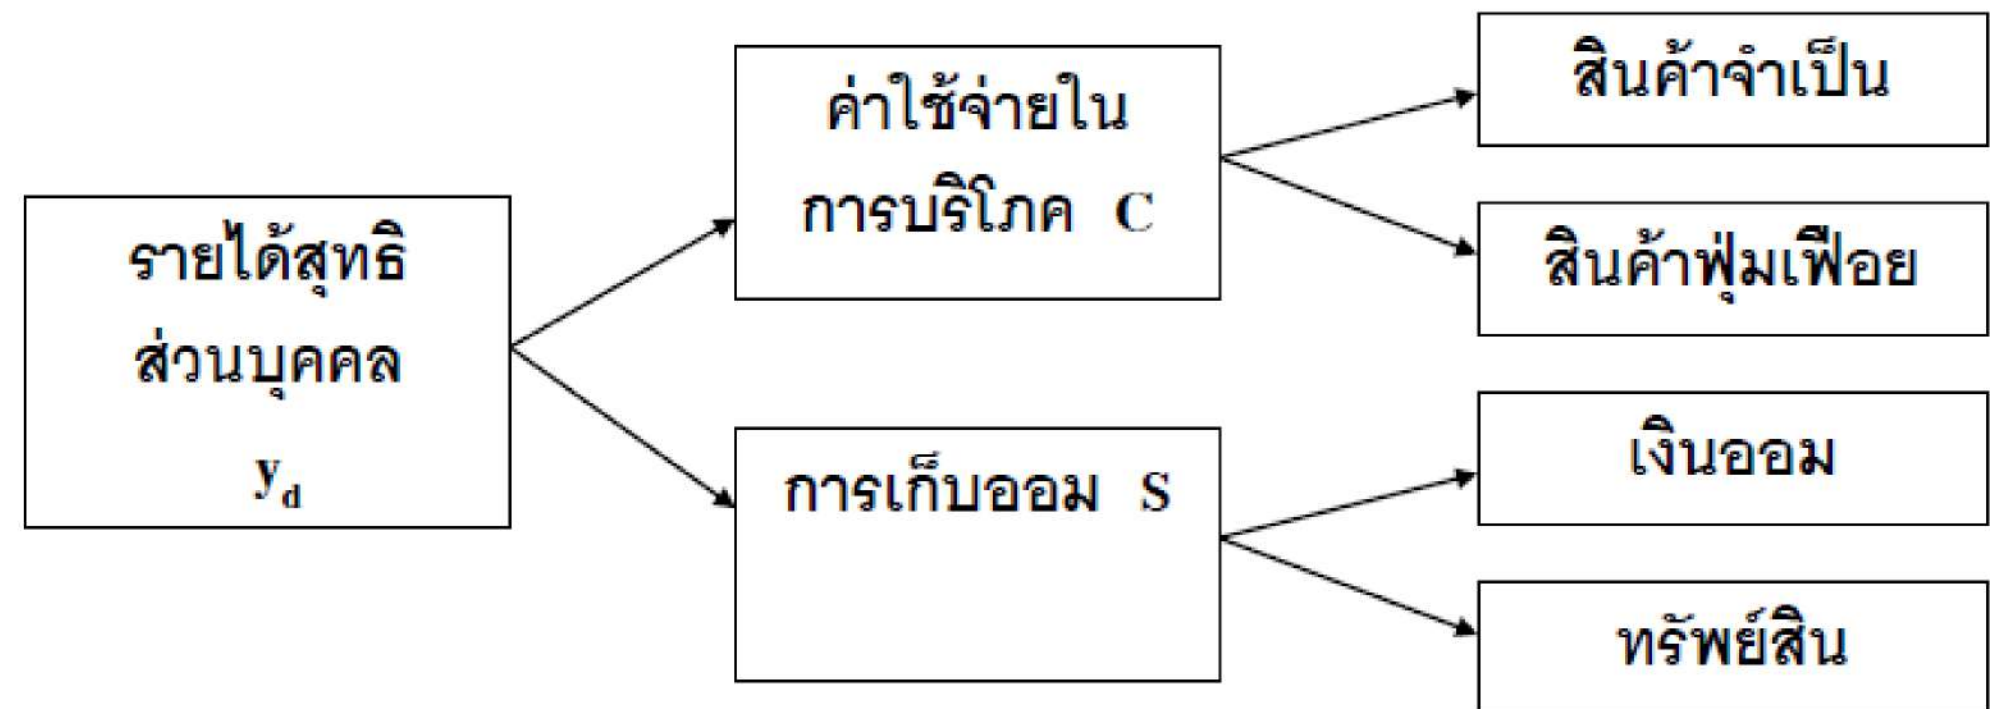 รายได้สุทธิ
ส่วนบุคคล
yd
ค่าใช้จ่ายใน
การบริโภค C
การเก็บออม S
สินค้าจำเป็น
สินค้าฟุ่มเฟือย
เงินออม
ทรัพย์สิน